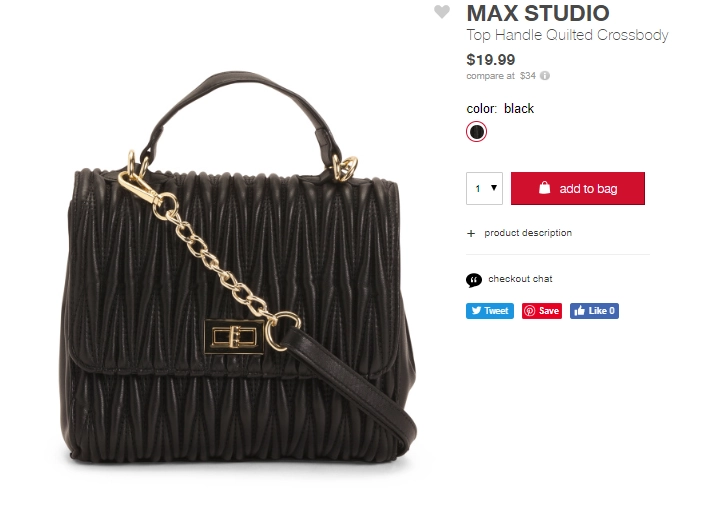 MAX STUDIO
Top Handle Quilted Crossbody
$19.99
compare at $34
color: black
1
add to bag
+ product description
checkout chat
Tweet
Save
Like 0